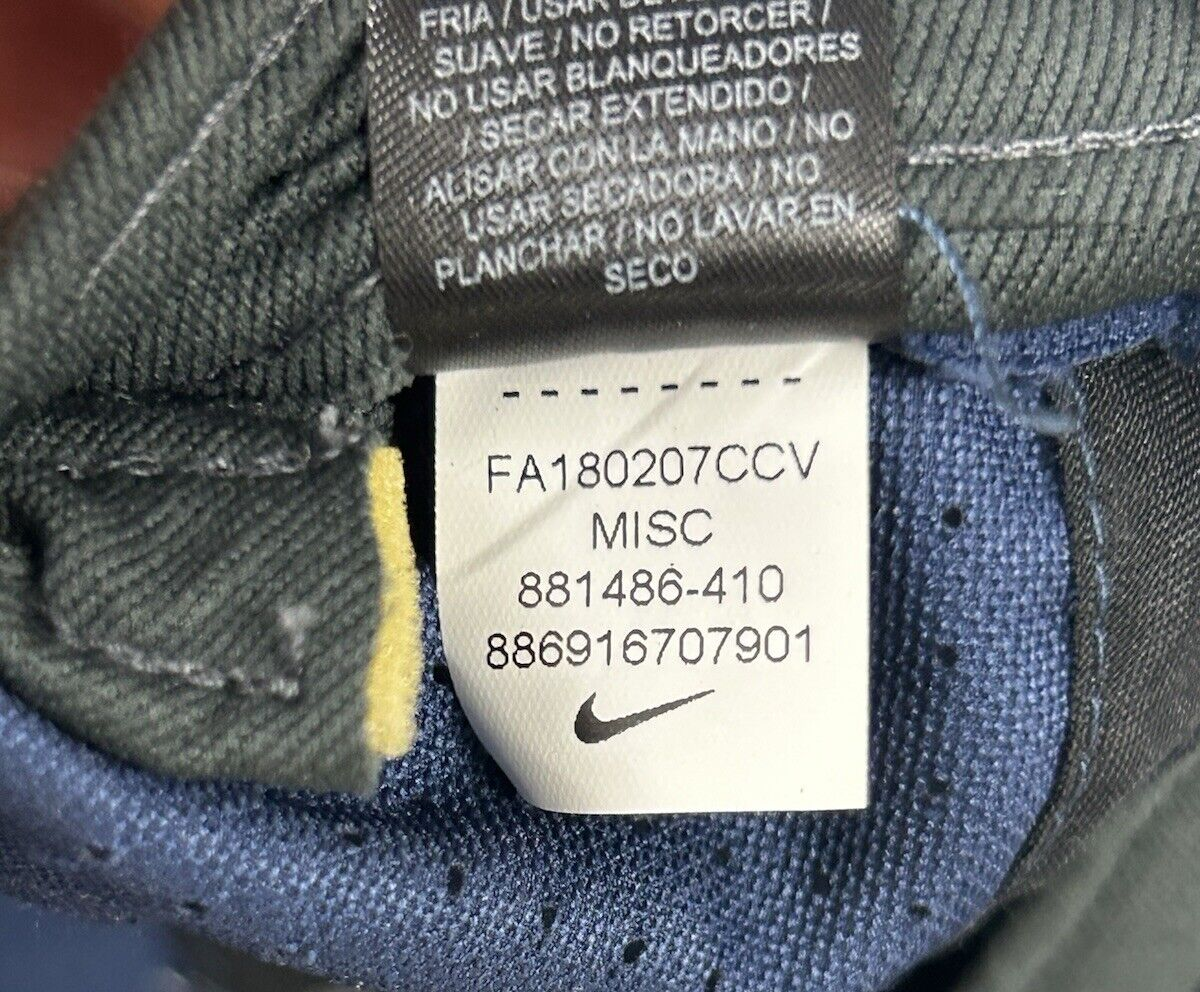 FRIA / USAR
SUAVE / NO RETORCER /
NO USAR BLANQUEADORES
/ SECAR EXTENDIDO /
ALISAR CON LA MANO / NO
USAR SECADORA / NO
PLANCHAR / NO LAVAR EN
SECO
--------
FA180207CCV
MISC
881486-410
886916707901